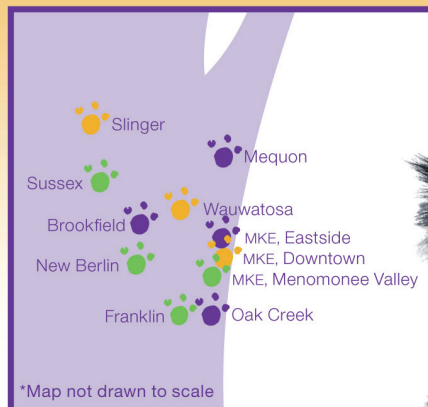 Slinger
Mequon
Sussex
Wauwatosa
Brookfield
MKE, Eastside
MKE, Downtown
New Berlin
MKE, Menomonee Valley
Franklin
Oak Creek
*Map not drawn to scale